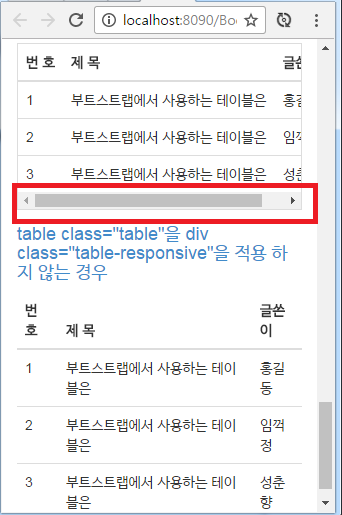 localhost:8090/Boo
번 호 제 목 글쓴
1 부트스트랩에서 사용하는 테이블은 홍길
2 부트스트랩에서 사용하는 테이블은 임꺽
3 부트스트랩에서 사용하는 테이블은 성춘
table class="table"을 div
class="table-responsive"을 적용 하
지 않는 경우
번
호 제 목 글쓴
이
1 부트스트랩에서 사용하는 테이
블은 홍길
동
2 부트스트랩에서 사용하는 테이
블은 임꺽
정
3 부트스트랩에서 사용하는 테이
블은 성춘
향